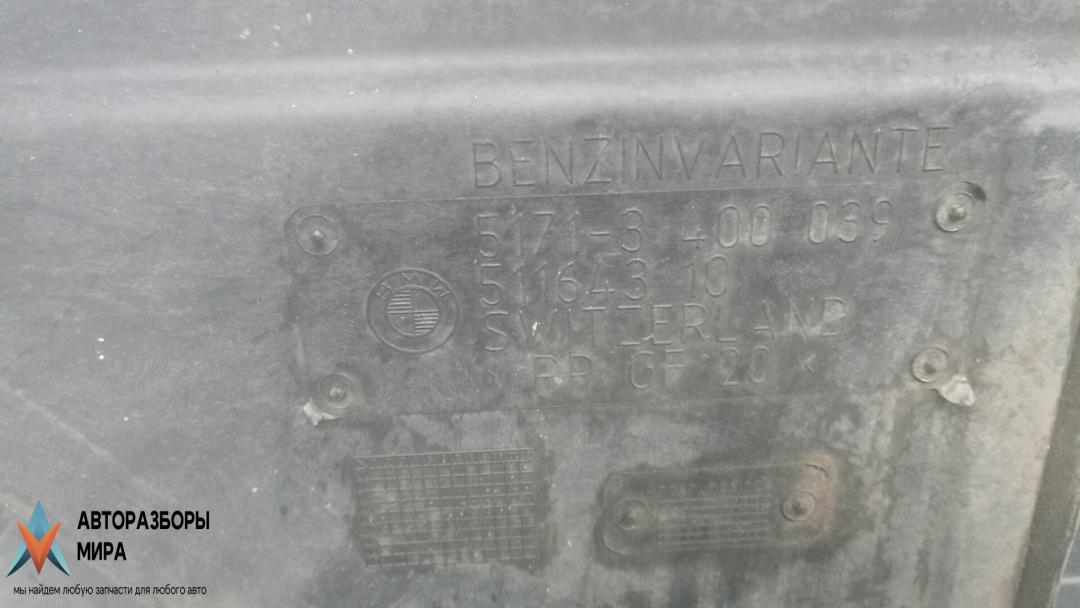 BENZINVARIANTE
5171-3 400 039
511643 10
BMW
SWITZERLAND
> PP GF 20 <
АВТОРАЗБОРЫ
МИРА
мы найдем любую запчасти для любого авто